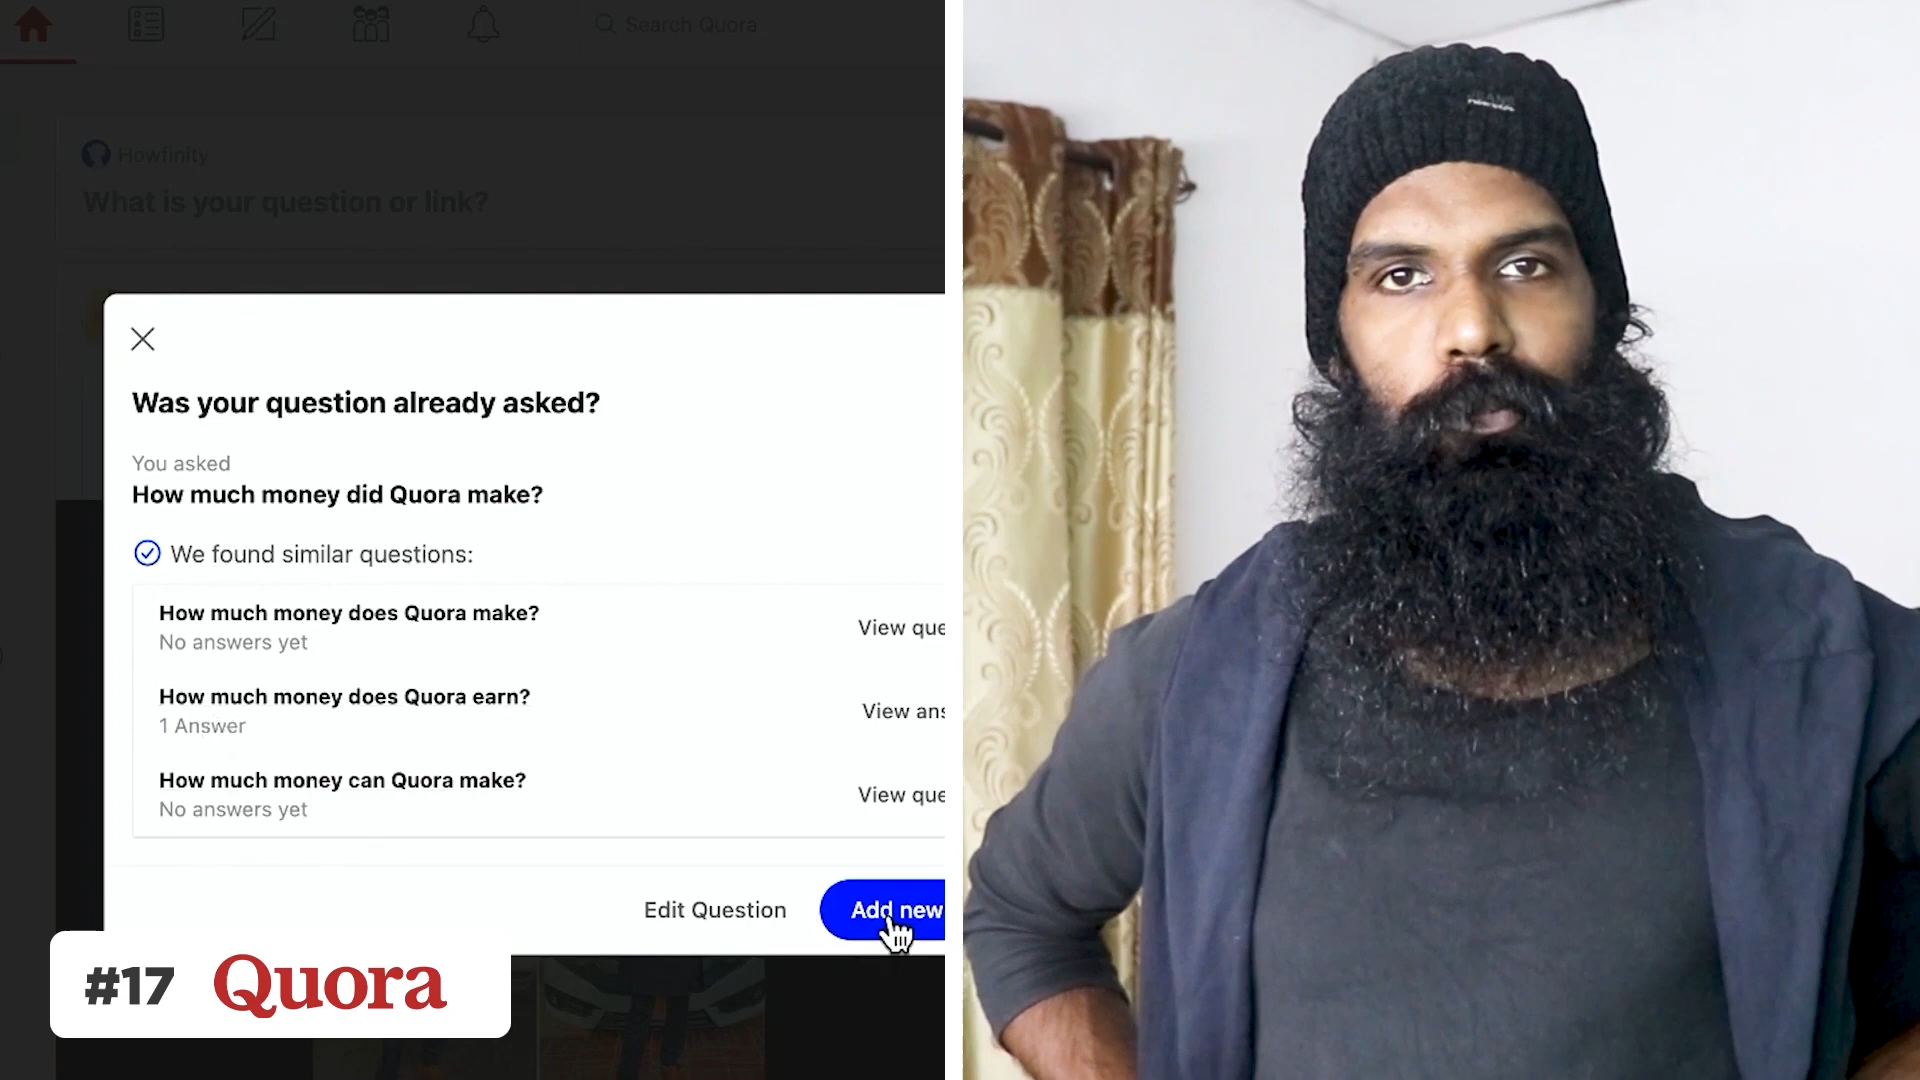 Search Quora
Howfinity
What is your question or link?
Was your question already asked?
You asked
How much money did Quora make?
We found similar questions:
How much money does Quora make?
No answers yet
View que
How much money does Quora earn?
1 Answer
View ans
How much money can Quora make?
No answers yet
View que
Edit Question
Add new
#17 Quora